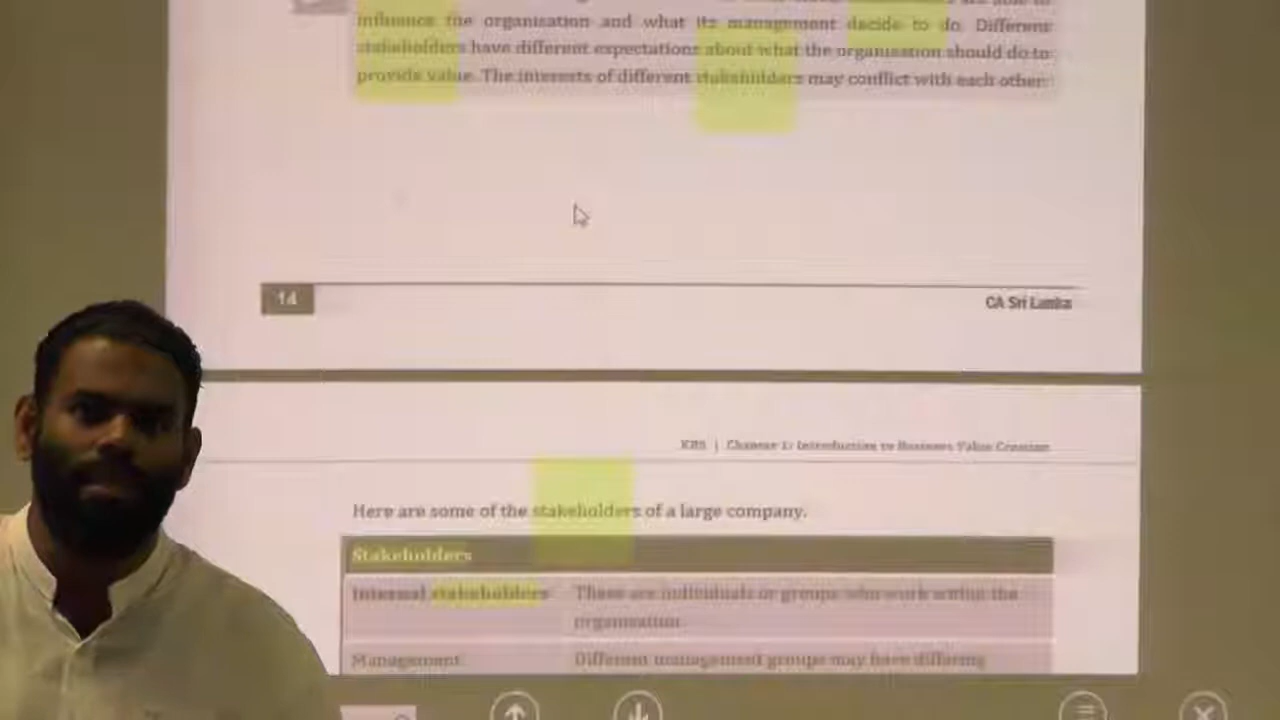 influence the organisation and what its management decide to do. Different
stakeholders have different expectations about what the organisation should do to
provide value. The interests of different stakeholders may conflict with each other.
14
CA Sri Lanka
KB5 | Chapter 1: Introduction to Business Value Creation
Here are some of the stakeholders of a large company.
Stakeholders
Internal stakeholders These are individuals or groups who work within the
organisation.
Management Different management groups may have differing